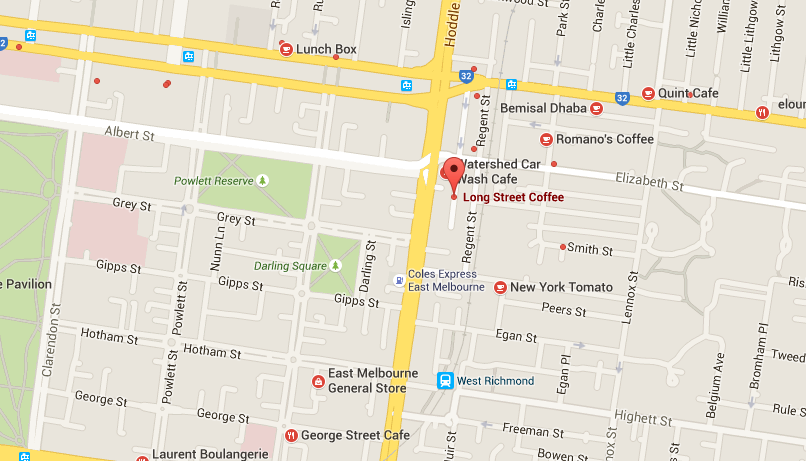 Hoddle
Park St
Little Charles
Little Nicho
William
Little Lithgow
Lithgow St
Lunch Box
32
32
Quint Cafe
Bemisal Dhaba
Regent St
Romano's Coffee
Albert St
Watershed Car
Wash Cafe
Elizabeth St
Powlett Reserve
Long Street Coffee
Grey St
Grey St
Nunn Ln
Regent St
Smith St
Gipps St
Darling Square
Darling St
Coles Express
East Melbourne
New York Tomato
e Pavilion
Gipps St
Gipps St
Powlett St
Lennox St
Peers St
Clarendon St
Egan St
Hotham St
Hotham St
Powlett St
Egan Pl
Belgium Ave
Bromham Pl
Tweed
East Melbourne
General Store
West Richmond
George St
George St
Highett St
Rule S
George Street Cafe
Freeman St
Bowen St
Laurent Boulangerie